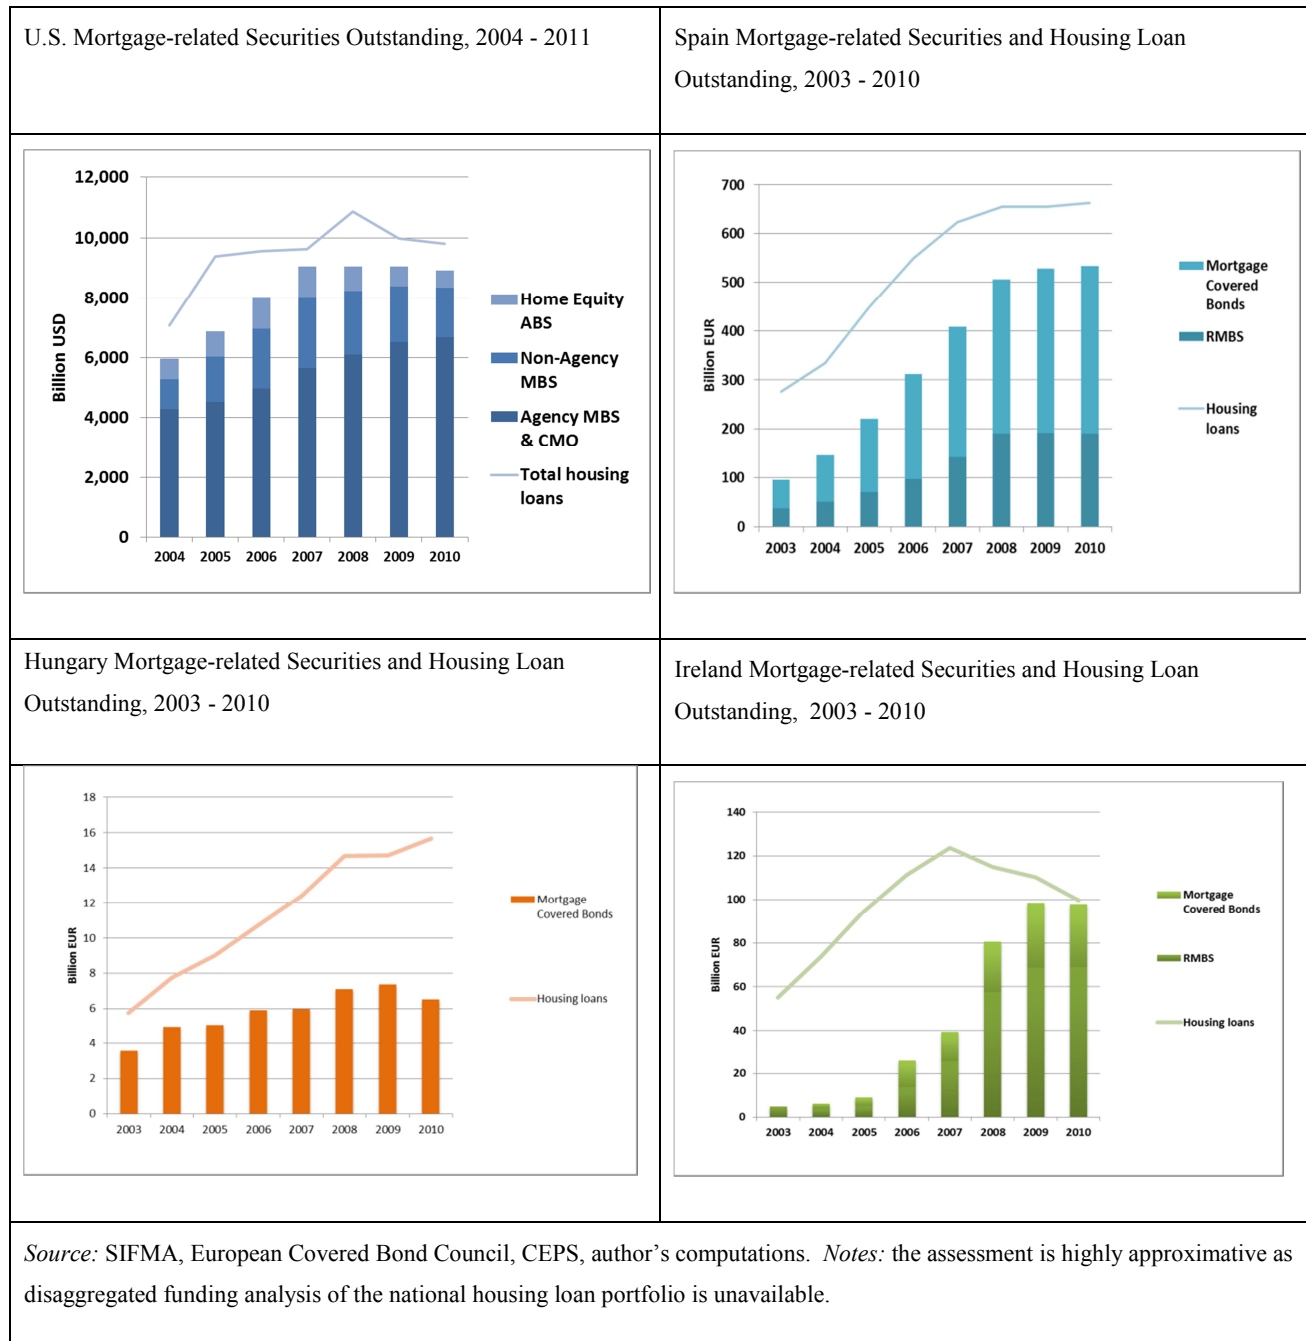 U.S. Mortgage-related Securities Outstanding, 2004 - 2011
Spain Mortgage-related Securities and Housing Loan
Outstanding, 2003 - 2010
12,000
10,000
8,000
6,000
4,000
2,000
0
Billion USD
2004 2005 2006 2007 2008 2009 2010
Home Equity
ABS
Non-Agency
MBS
Agency MBS
& CMO
Total housing
loans
700
600
500
400
300
200
100
0
Billion EUR
2003 2004 2005 2006 2007 2008 2009 2010
Mortgage
Covered
Bonds
RMBS
Housing
loans
Hungary Mortgage-related Securities and Housing Loan
Outstanding, 2003 - 2010
Ireland Mortgage-related Securities and Housing Loan
Outstanding, 2003 - 2010
18
16
14
12
10
8
6
4
2
0
Billion EUR
2003 2004 2005 2006 2007 2008 2009 2010
Mortgage
Covered Bonds
Housing loans
140
120
100
80
60
40
20
0
Billion EUR
2003 2004 2005 2006 2007 2008 2009 2010
Mortgage
Covered Bonds
RMBS
Housing loans
Source: SIFMA, European Covered Bond Council, CEPS, author's computations. Notes: the assessment is highly approximative as
disaggregated funding analysis of the national housing loan portfolio is unavailable.